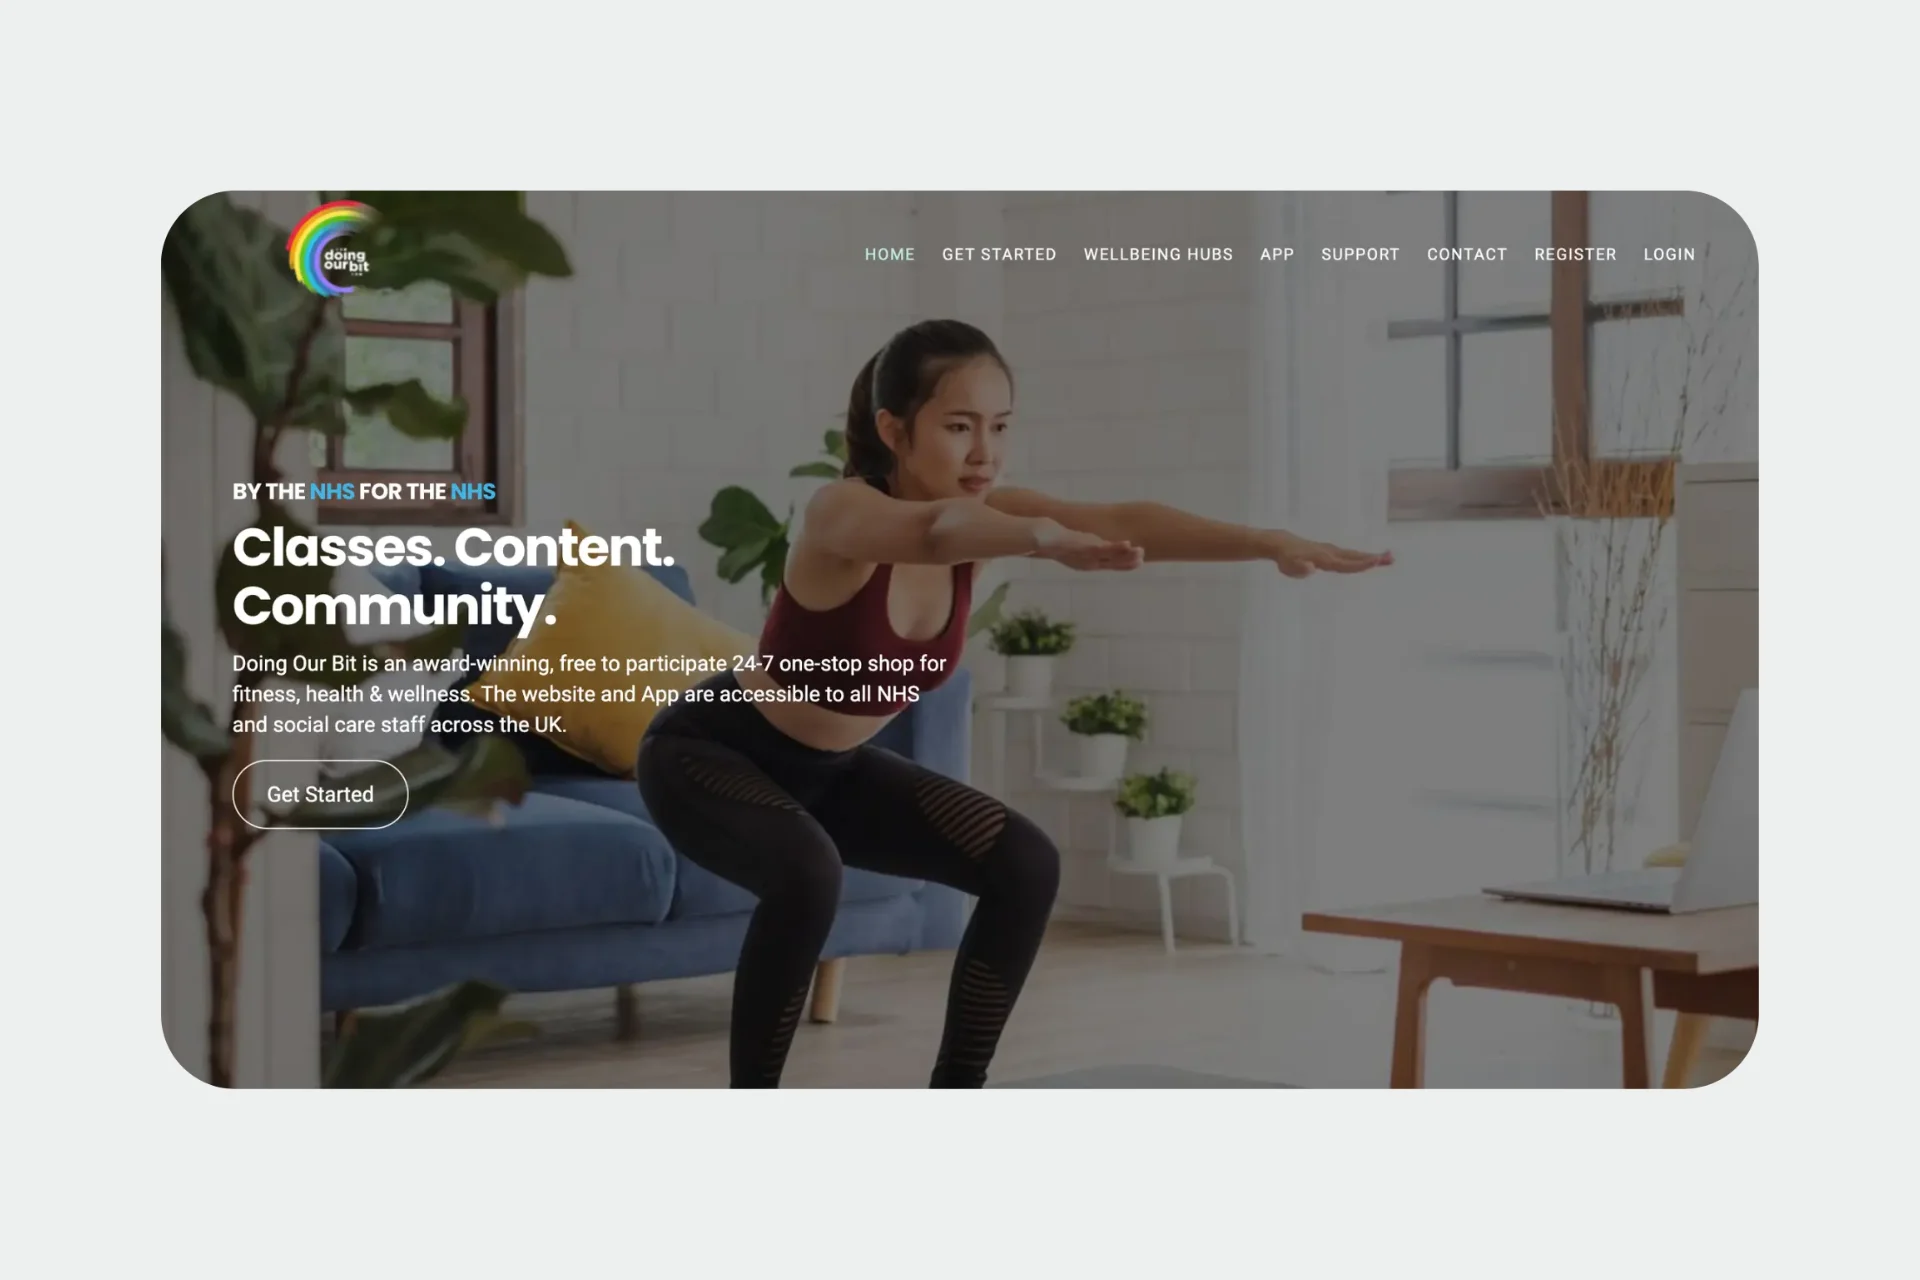 doing
ourbit
HOME GET STARTED WELLBEING HUBS APP SUPPORT CONTACT REGISTER LOGIN
BY THE NHS FOR THE NHS
Classes. Content.
Community.
Doing Our Bit is an award-winning, free to participate 24-7 one-stop shop for
fitness, health & wellness. The website and App are accessible to all NHS
and social care staff across the UK.
Get Started